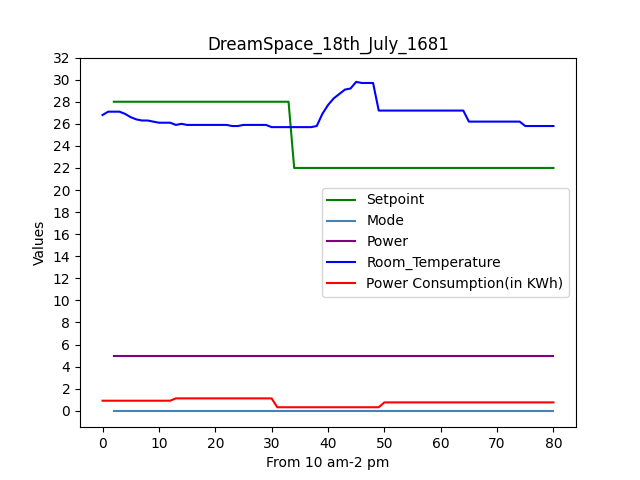 DreamSpace_18th_July_1681
32
30
28
26
24
22
20
18
16
14
12
10
8
6
4
2
0
Values
Setpoint
Mode
Power
Room_Temperature
Power Consumption(in KWh)
0 10 20 30 40 50 60 70 80
From 10 am-2 pm